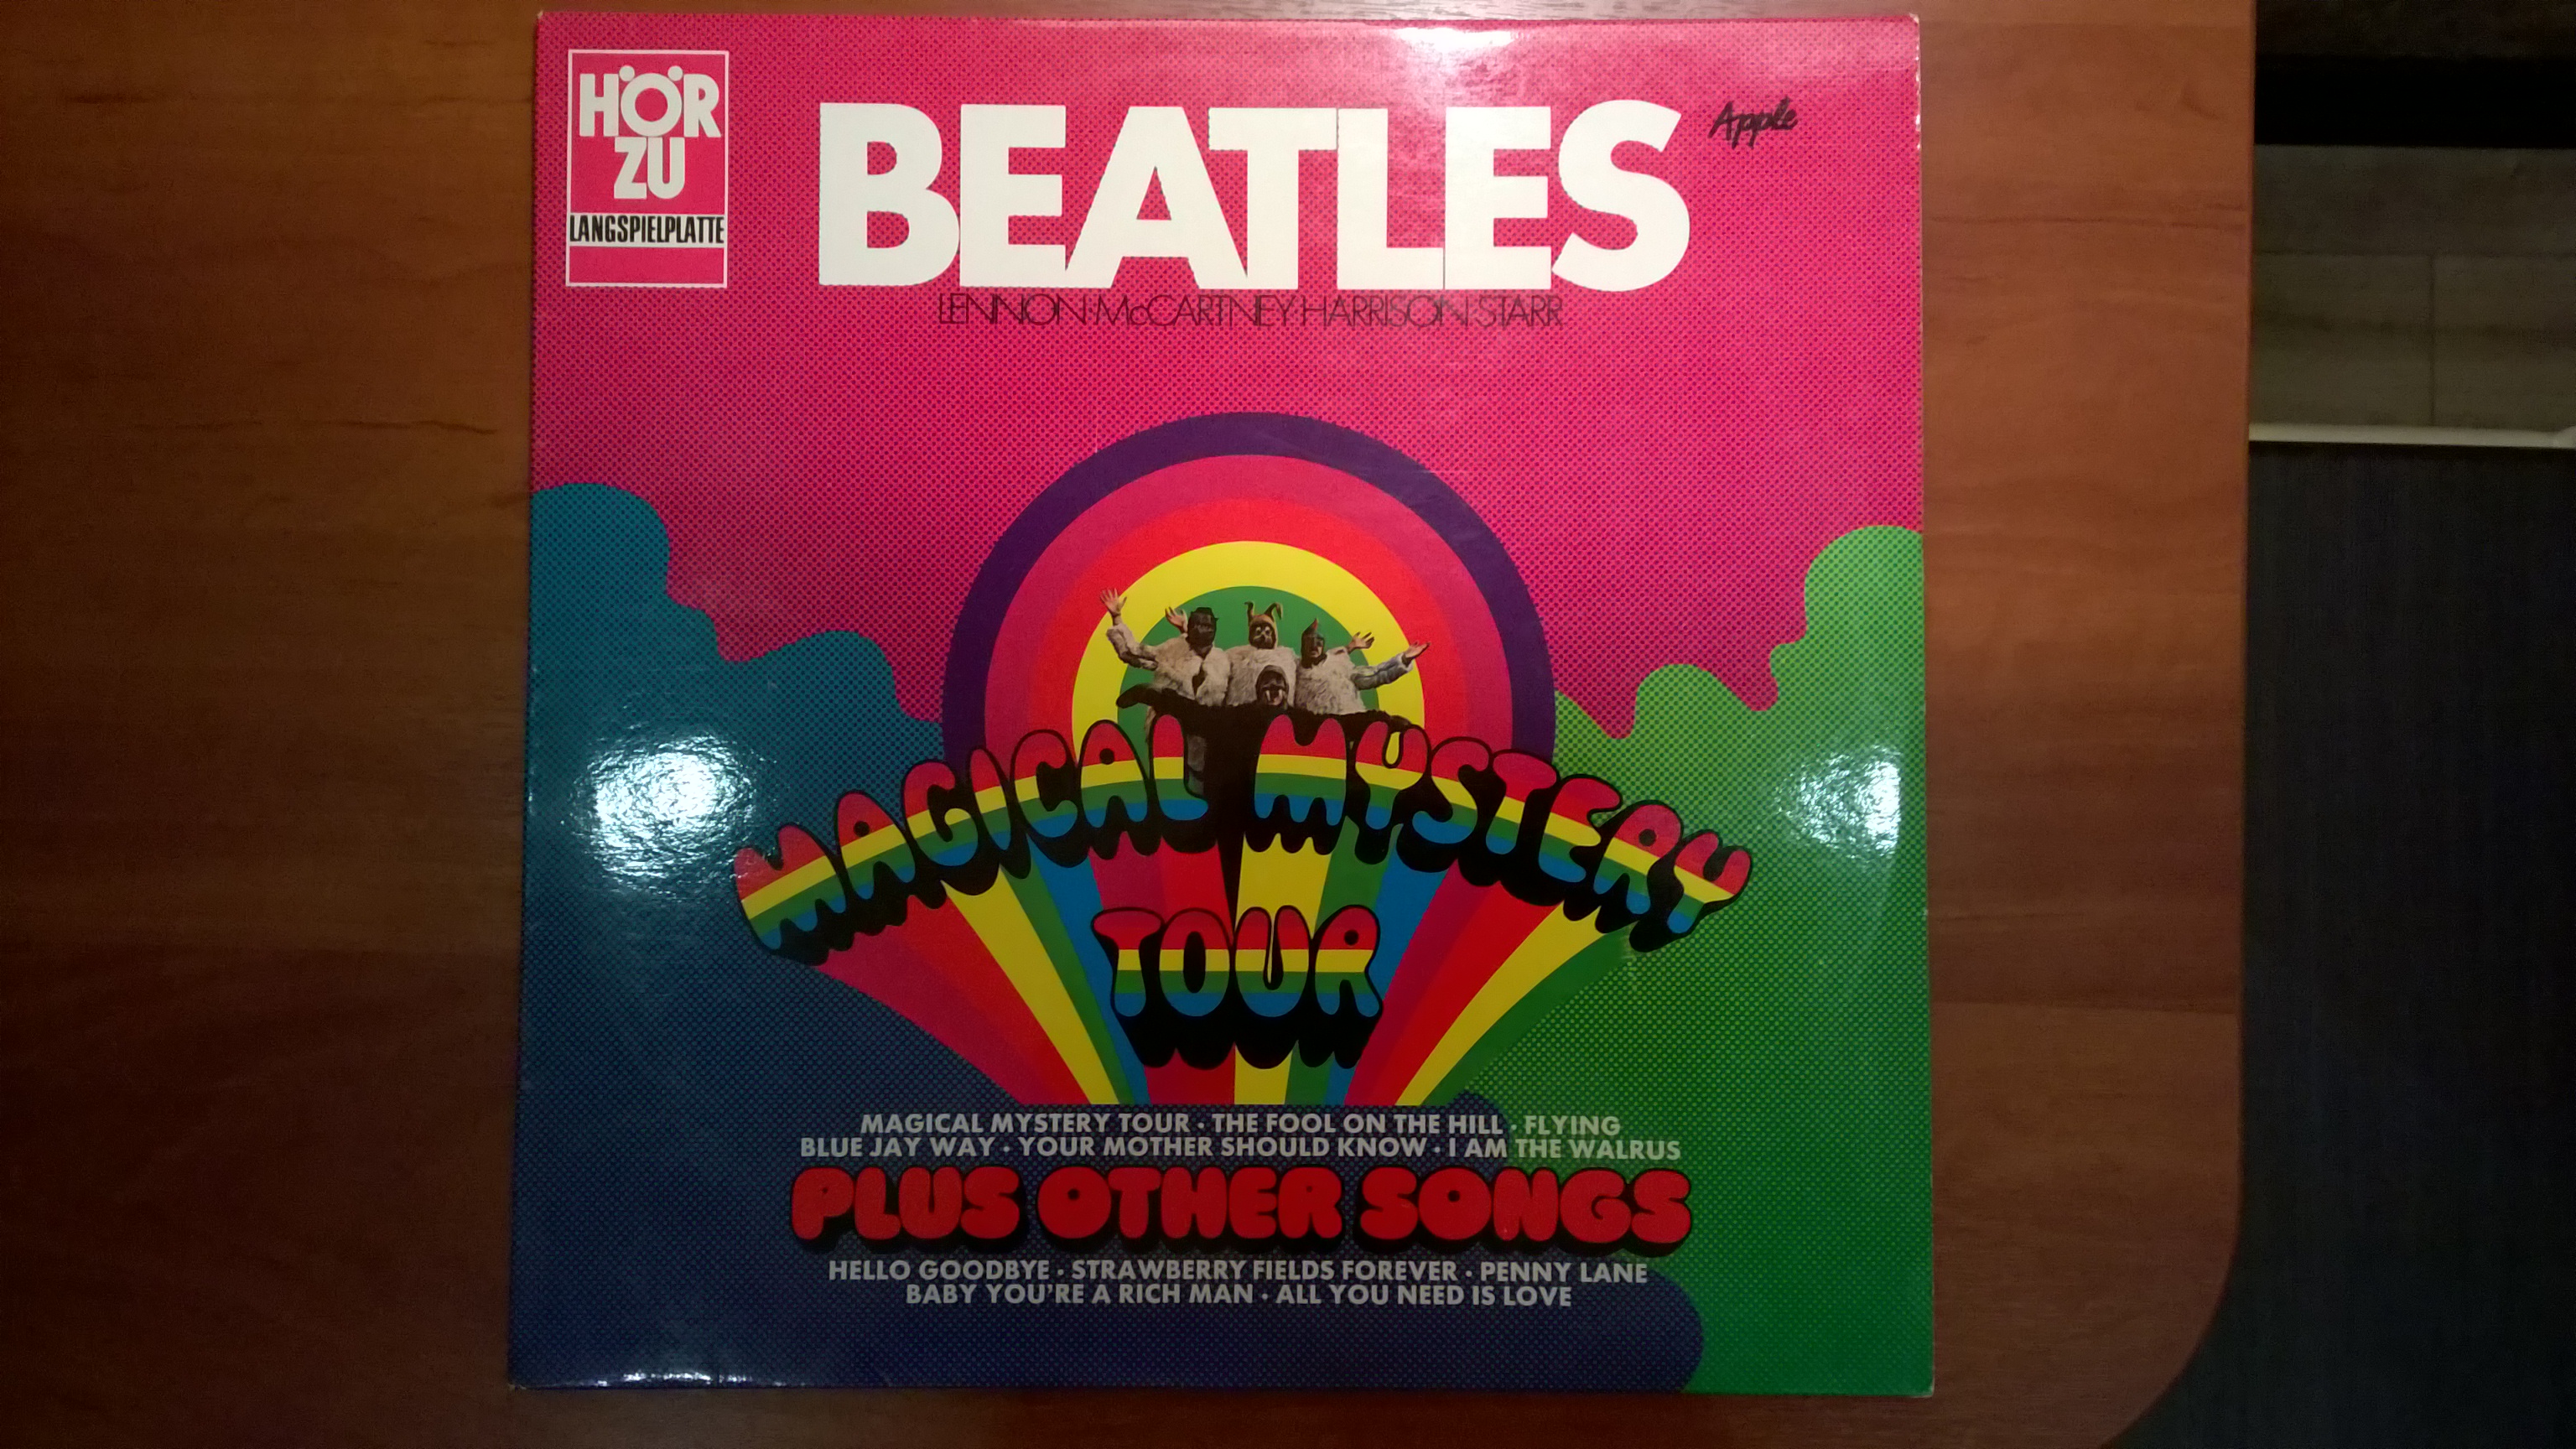 HÖR
ZU
LANGSPIELPLATTE
BEATLES
Apple
LENNON·McCARTNEY·HARRISON·STARR
MAGICAL MYSTERY
TOUR
MAGICAL MYSTERY TOUR · THE FOOL ON THE HILL · FLYING
BLUE JAY WAY · YOUR MOTHER SHOULD KNOW · I AM THE WALRUS
PLUS OTHER SONGS
HELLO GOODBYE · STRAWBERRY FIELDS FOREVER · PENNY LANE
BABY YOU'RE A RICH MAN · ALL YOU NEED IS LOVE